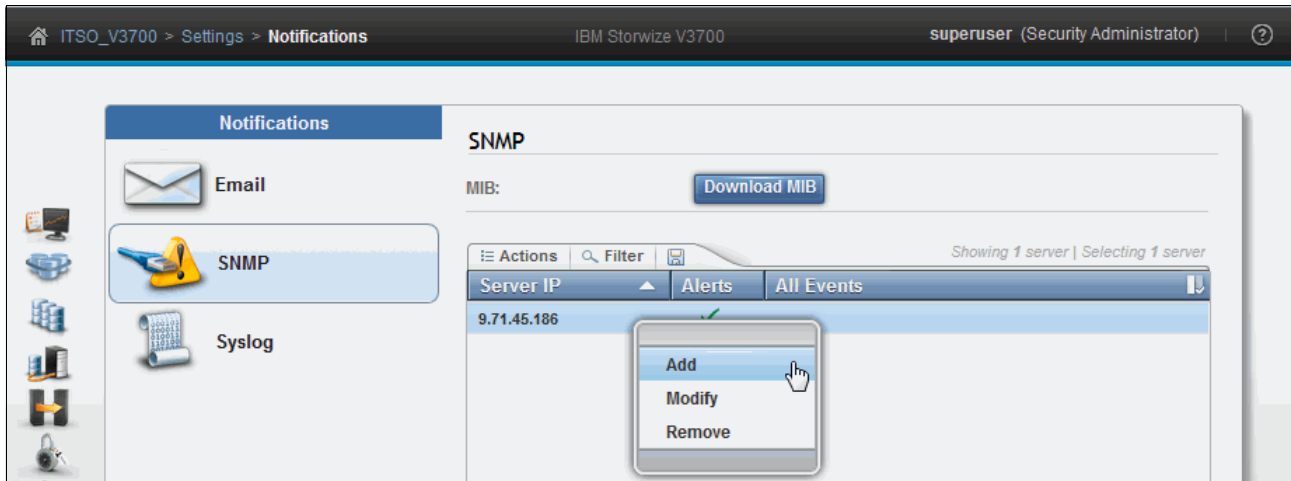 ITSO_V3700 > Settings > Notifications IBM Storwize V3700 superuser (Security Administrator) | ?
Notifications
Email
SNMP
Syslog
SNMP
MIB: Download MIB
Actions Filter Showing 1 server | Selecting 1 server
Server IP Alerts All Events
9.71.45.186
Add
Modify
Remove